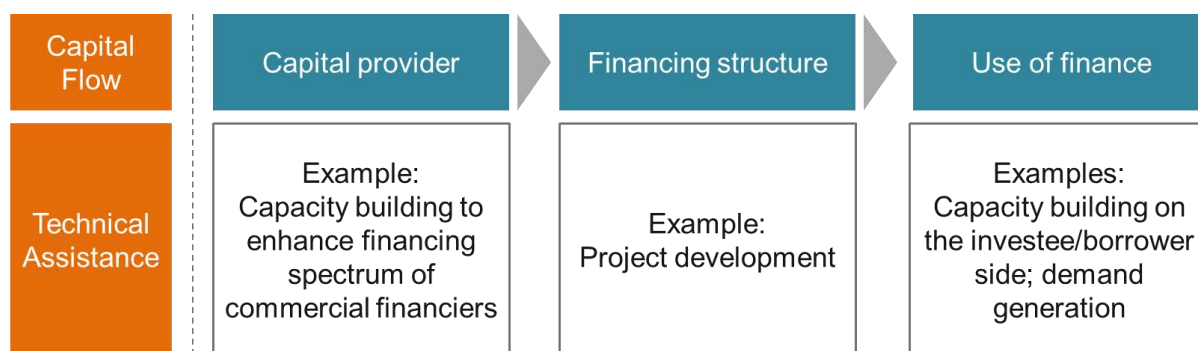 Capital
Flow
Capital provider
Financing structure
Use of finance
Technical
Assistance
Example:
Capacity building to
enhance financing
spectrum of
commercial financiers
Example:
Project development
Examples:
Capacity building on
the investee/borrower
side; demand
generation